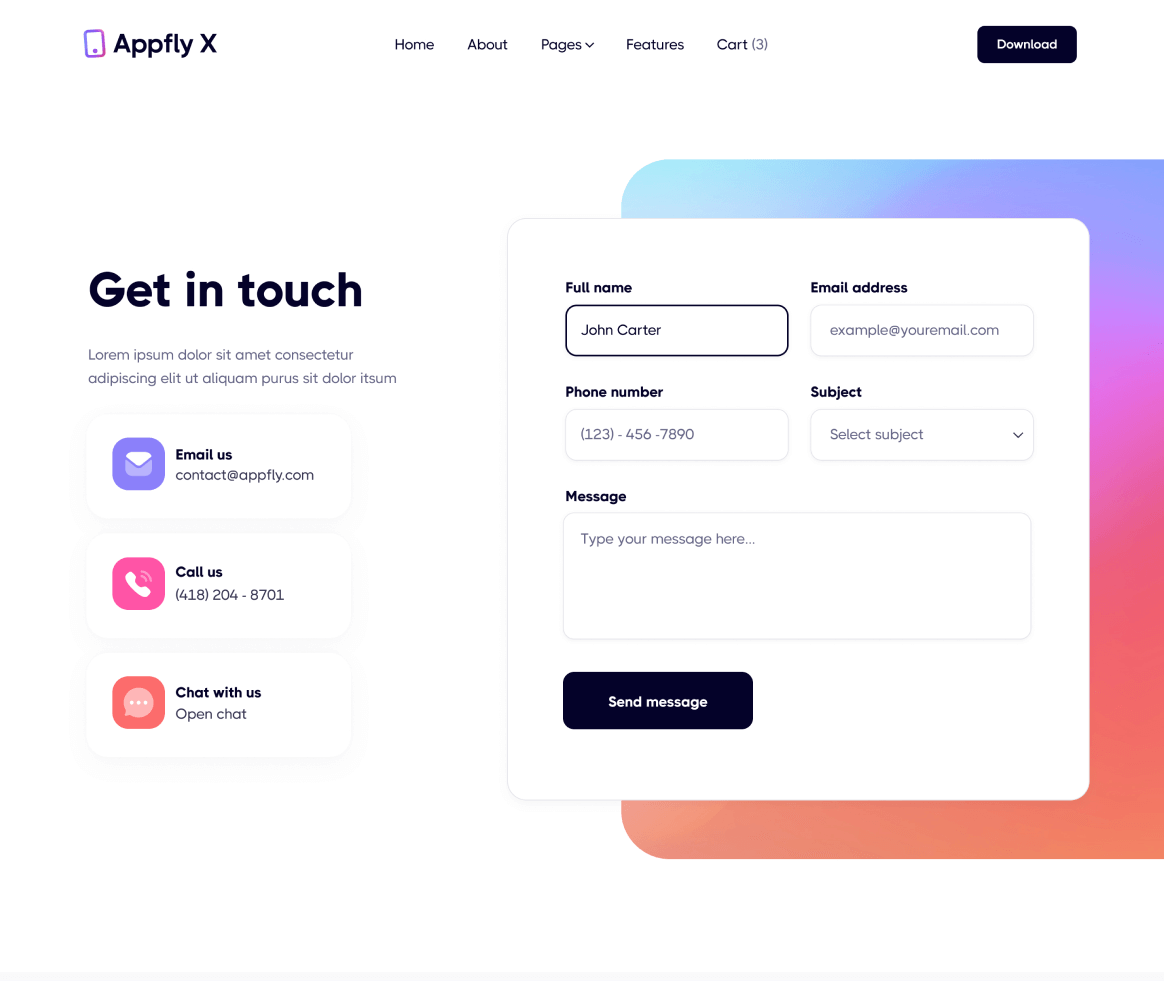 Appfly X
Home
About
Pages
Features
Cart (3)
Download
Get in touch
Lorem ipsum dolor sit amet consectetur
adipiscing elit ut aliquam purus sit dolor itsum
Email us
contact@appfly.com
Call us
(418) 204 - 8701
Chat with us
Open chat
Full name
John Carter
Email address
example@youremail.com
Phone number
(123) - 456 -7890
Subject
Select subject
Message
Type your message here...
Send message